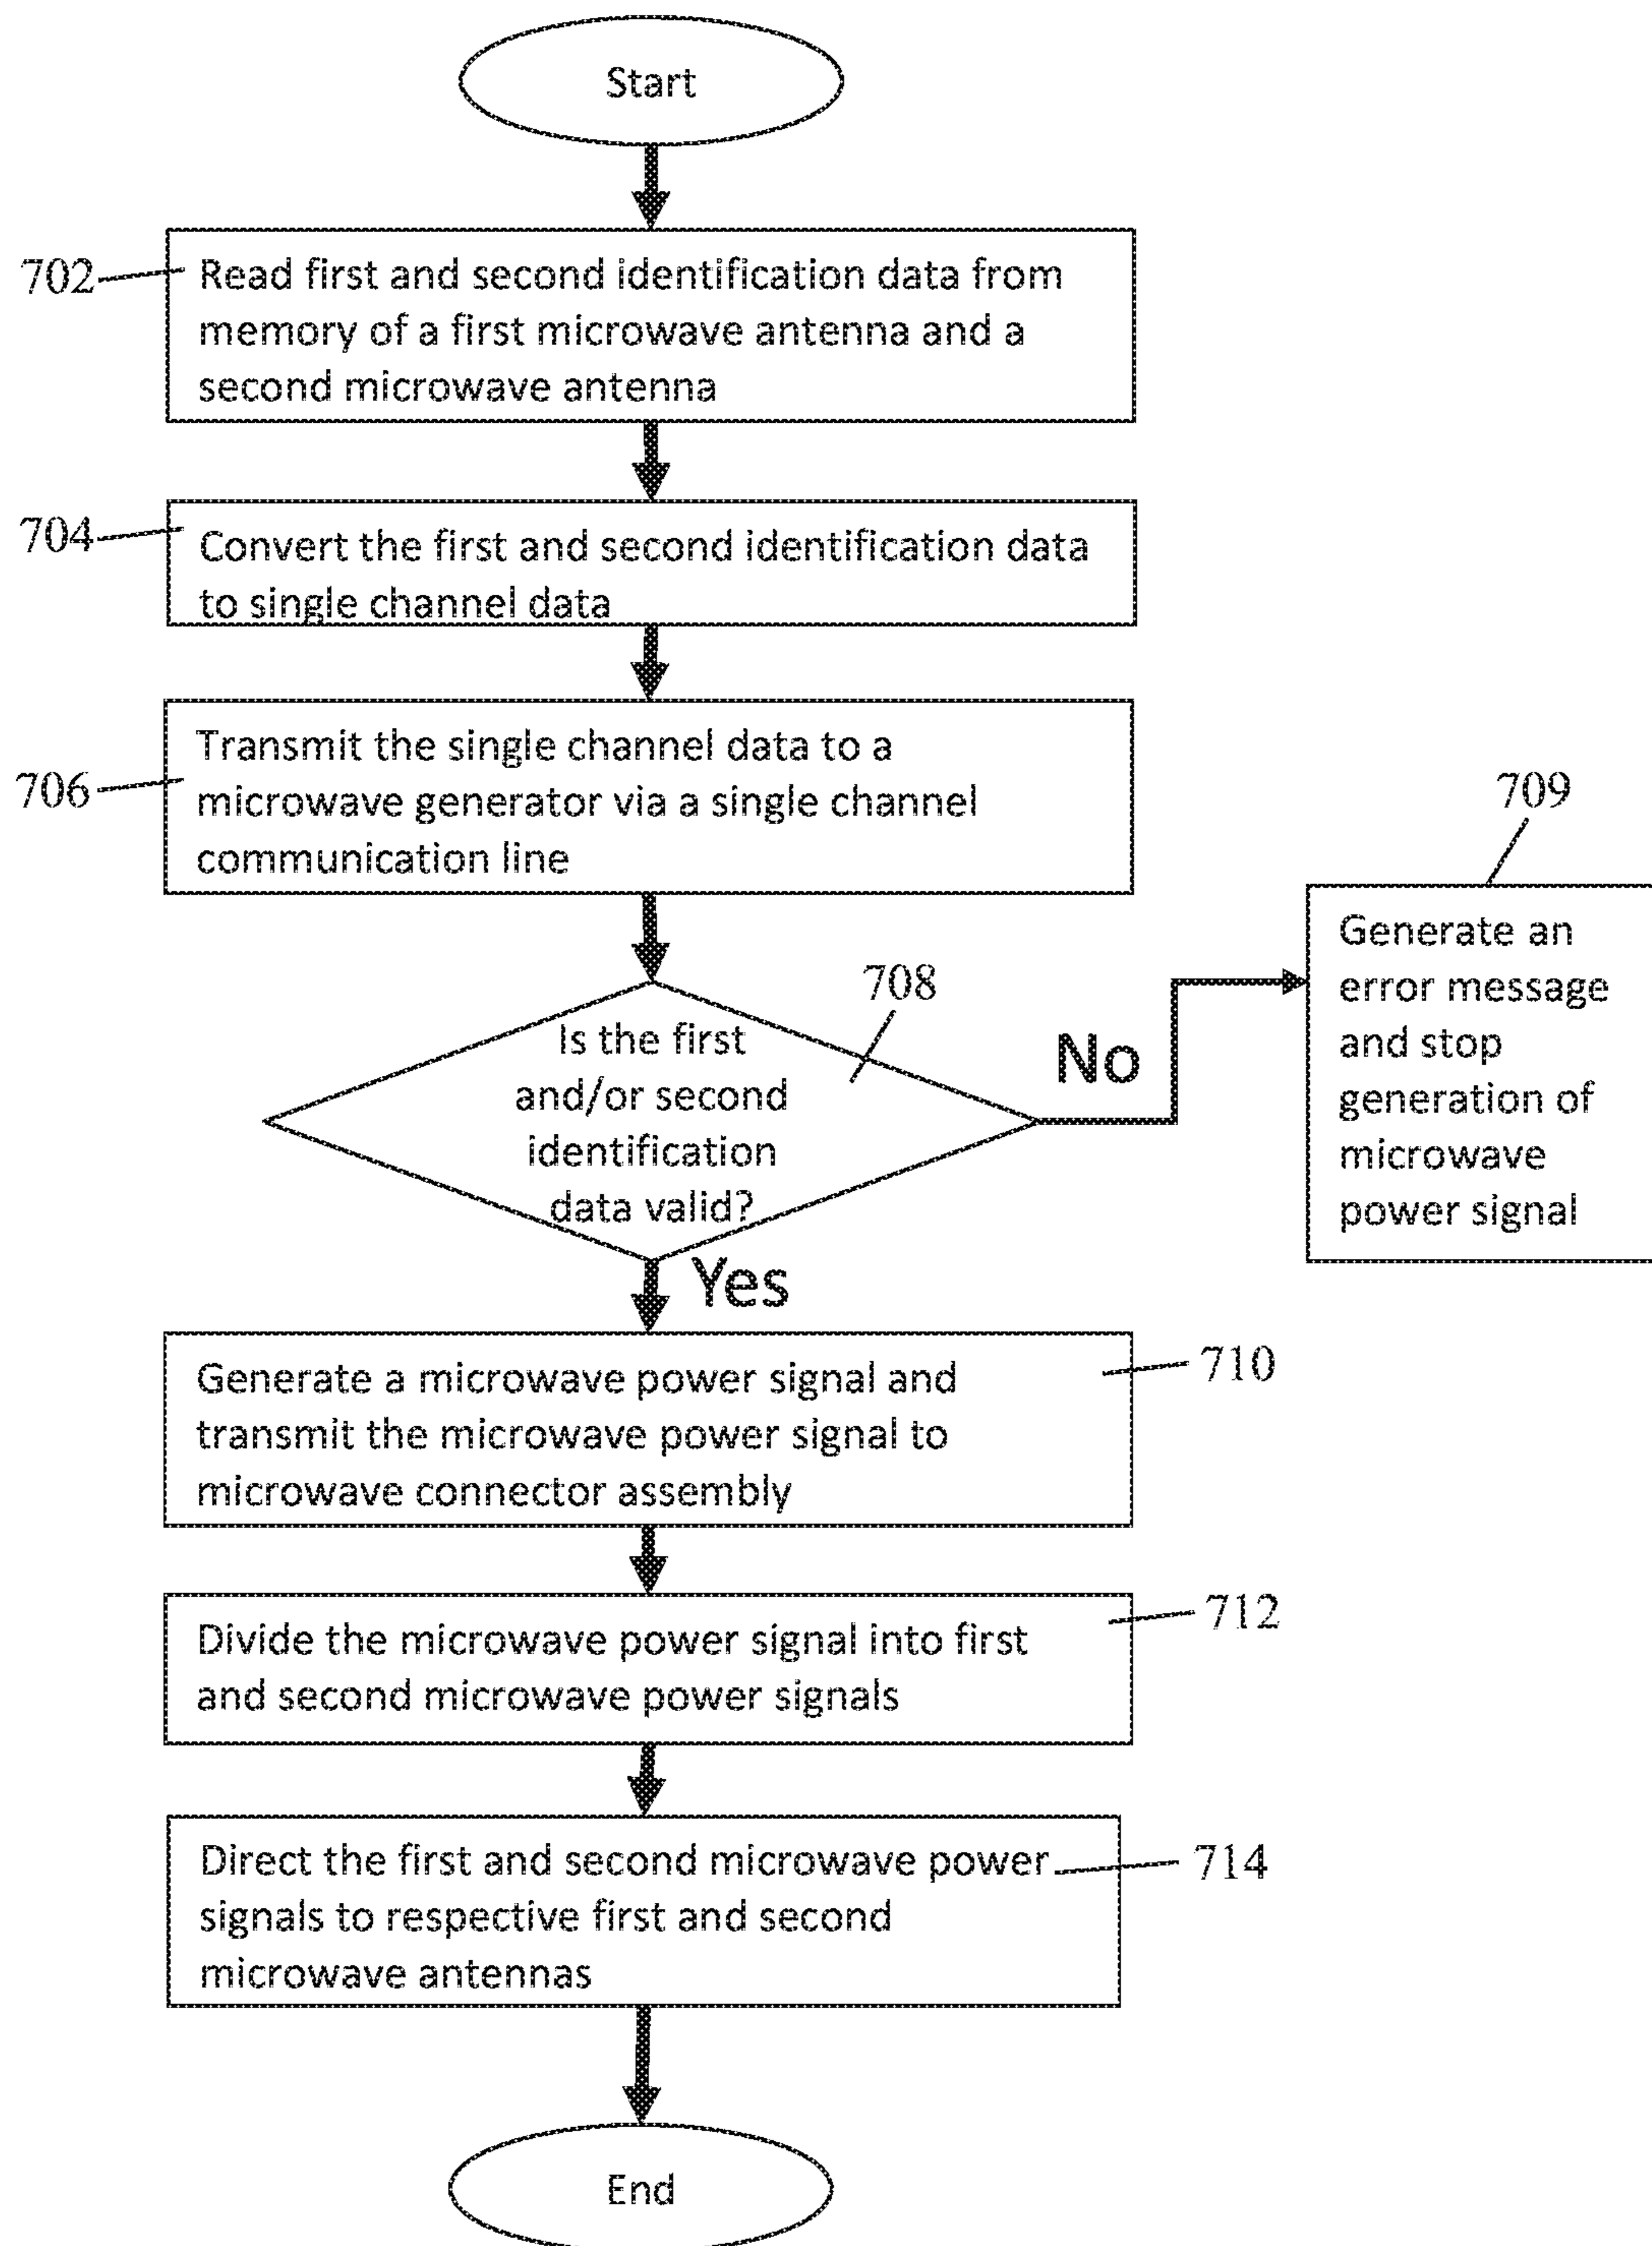 Start
702
Read first and second identification data from
memory of a first microwave antenna and a
second microwave antenna
704
Convert the first and second identification data
to single channel data
706
Transmit the single channel data to a
microwave generator via a single channel
communication line
708
Is the first
and/or second
identification
data valid?
No
709
Generate an
error message
and stop
generation of
microwave
power signal
Yes
710
Generate a microwave power signal and
transmit the microwave power signal to
microwave connector assembly
712
Divide the microwave power signal into first
and second microwave power signals
714
Direct the first and second microwave power
signals to respective first and second
microwave antennas
End